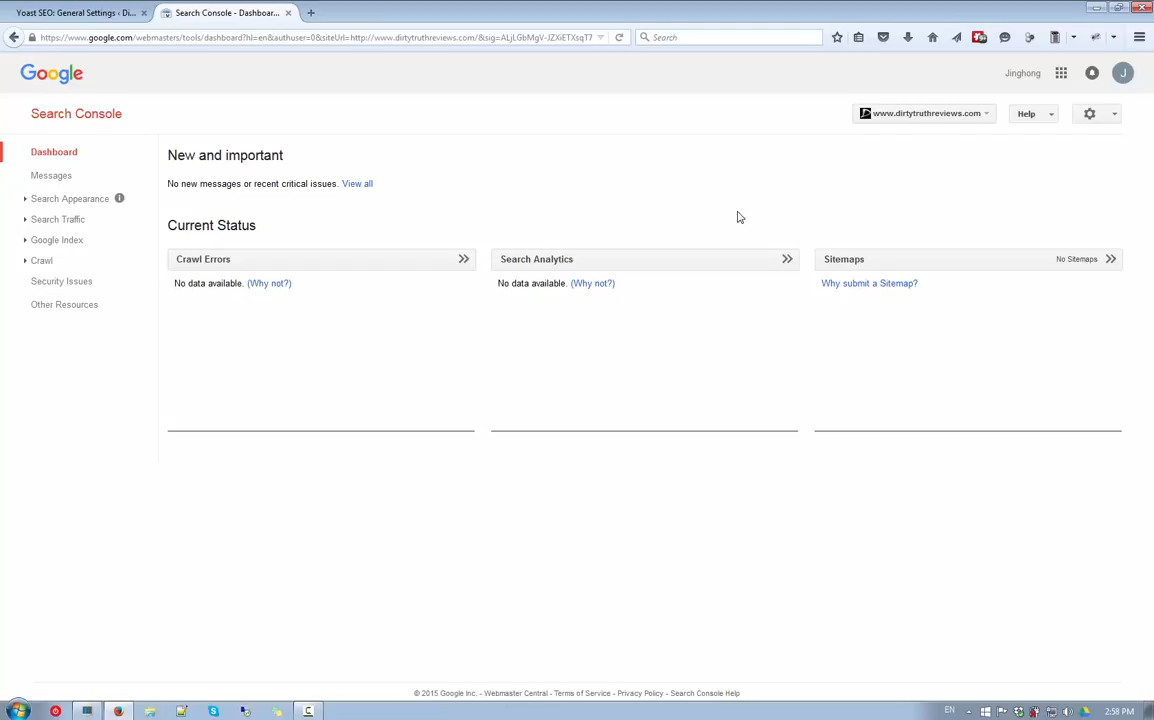 Yoast SEO: General Settings ‹ Di...
Search Console - Dashboar...
https://www.google.com/webmasters/tools/dashboard?hl=en&authuser=0&siteUrl=http://www.dirtytruthreviews.com/&sig=ALjLGbMgV-JZXiETXsqT7
Search
Google
Jinghong
J
Search Console
www.dirtytruthreviews.com
Help
Dashboard
Messages
Search Appearance
Search Traffic
Google Index
Crawl
Security Issues
Other Resources
New and important
No new messages or recent critical issues. View all
Current Status
Crawl Errors
No data available. (Why not?)
Search Analytics
No data available. (Why not?)
Sitemaps
No Sitemaps
Why submit a Sitemap?
© 2015 Google Inc. - Webmaster Central - Terms of Service - Privacy Policy - Search Console Help
EN
2:58 PM